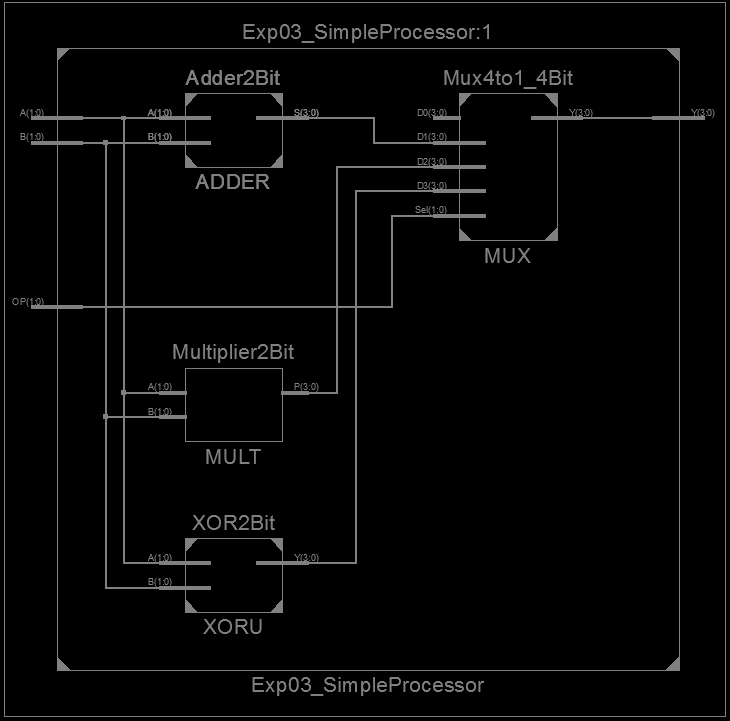 Exp03_SimpleProcessor:1
Adder2Bit
Mux4to1_4Bit
A(1:0)
A(1:0)
S(3:0)
D0(3:0)
Y(3:0)
Y(3:0)
B(1:0)
B(1:0)
D1(3:0)
D2(3:0)
ADDER
D3(3:0)
Sel(1:0)
MUX
OP(1:0)
Multiplier2Bit
A(1:0)
P(3:0)
B(1:0)
MULT
XOR2Bit
A(1:0)
Y(3:0)
B(1:0)
XORU
Exp03_SimpleProcessor